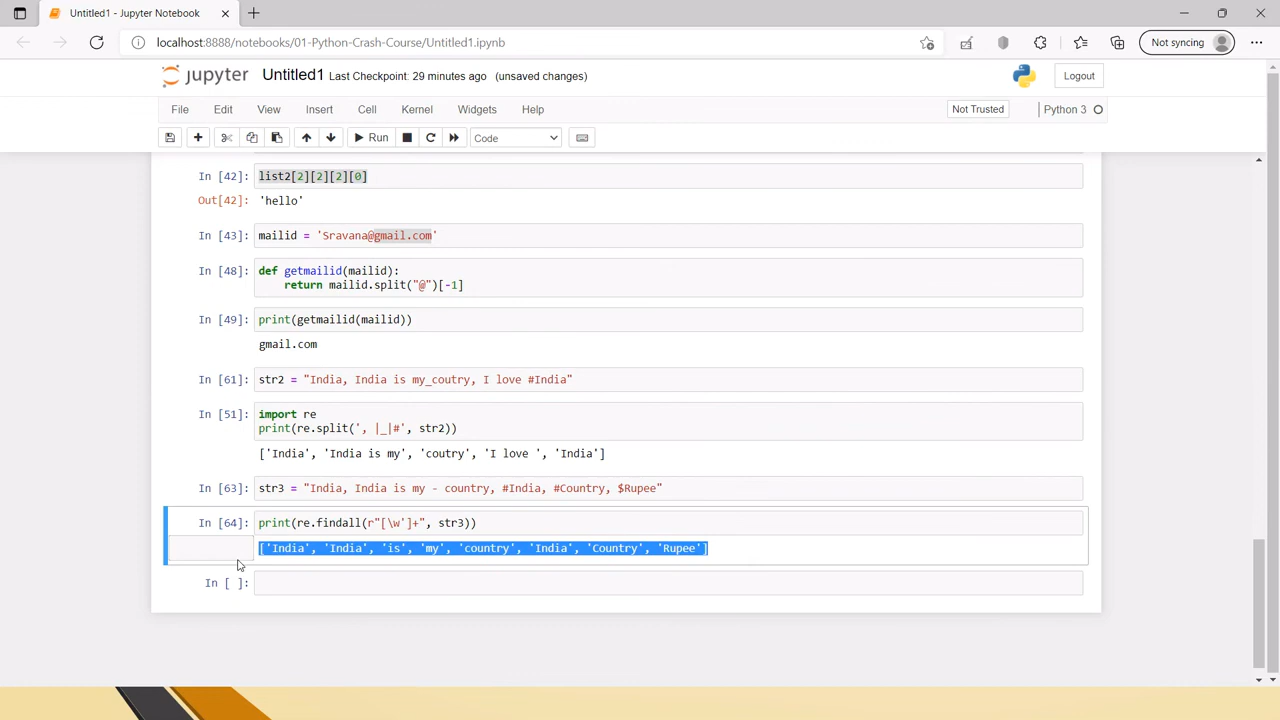 Untitled1 - Jupyter Notebook
localhost:8888/notebooks/01-Python-Crash-Course/Untitled1.ipynb
Not syncing
jupyter Untitled1 Last Checkpoint: 29 minutes ago (unsaved changes)
Logout
File Edit View Insert Cell Kernel Widgets Help
Not Trusted
Python 3
Run
Code
In [42]: list2[2][2][2][0]
Out[42]: 'hello'
In [43]: mailid = 'Sravana@gmail.com'
In [48]: def getmailid(mailid):
return mailid.split("@")[-1]
In [49]: print(getmailid(mailid))
gmail.com
In [61]: str2 = "India, India is my_coutry, I love #India"
In [51]: import re
print(re.split(', |_|#', str2))
['India', 'India is my', 'coutry', 'I love ', 'India']
In [63]: str3 = "India, India is my - country, #India, #Country, $Rupee"
In [64]: print(re.findall(r"[\w']+", str3))
['India', 'India', 'is', 'my', 'country', 'India', 'Country', 'Rupee']
In [ ]: